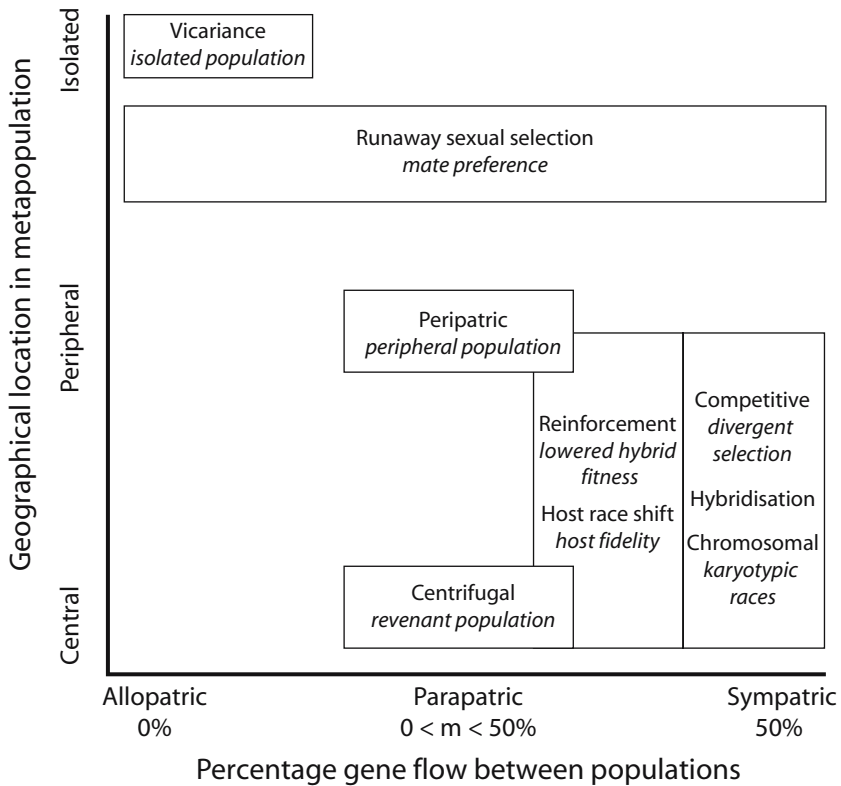 Geographical location in metapopulation
Isolated
Peripheral
Central
Vicariance
isolated population
Runaway sexual selection
mate preference
Peripatric
peripheral population
Reinforcement
lowered hybrid
fitness
Host race shift
host fidelity
Competitive
divergent
selection
Hybridisation
Chromosomal
karyotypic
races
Centrifugal
revenant population
Allopatric
0%
Parapatric
0 < m < 50%
Sympatric
50%
Percentage gene flow between populations